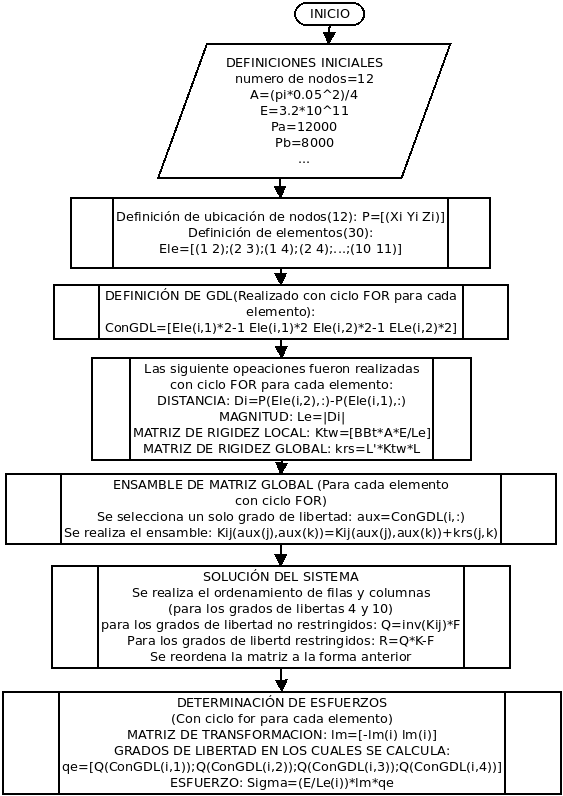 INICIO
DEFINICIONES INICIALES
numero de nodos=12
A=(pi*0.05^2)/4
E=3.2*10^11
Pa=12000
Pb=8000
...
Definición de ubicación de nodos(12): P=[(Xi Yi Zi)]
Definición de elementos(30):
Ele=[(1 2);(2 3);(1 4);(2 4);...;(10 11)]
DEFINICIÓN DE GDL(Realizado con ciclo FOR para cada
elemento):
ConGDL=[Ele(i,1)*2-1 Ele(i,1)*2 Ele(i,2)*2-1 ELe(i,2)*2]
Las siguiente opeaciones fueron realizadas
con ciclo FOR para cada elemento:
DISTANCIA: Di=P(Ele(i,2),:)-P(Ele(i,1),:)
MAGNITUD: Le=|Di|
MATRIZ DE RIGIDEZ LOCAL: Ktw=[BBt*A*E/Le]
MATRIZ DE RIGIDEZ GLOBAL: krs=L'*Ktw*L
ENSAMBLE DE MATRIZ GLOBAL (Para cada elemento
con ciclo FOR)
Se selecciona un solo grado de libertad: aux=ConGDL(i,:)
Se realiza el ensamble: Kij(aux(j),aux(k))=Kij(aux(j),aux(k))+krs(j,k)
SOLUCIÓN DEL SISTEMA
Se realiza el ordenamiento de filas y columnas
(para los grados de libertas 4 y 10)
para los grados de libertad no restringidos: Q=inv(Kij)*F
Para los grados de libertd restringidos: R=Q*K-F
Se reordena la matriz a la forma anterior
DETERMINACIÓN DE ESFUERZOS
(Con ciclo for para cada elemento)
MATRIZ DE TRANSFORMACION: lm=[-lm(i) lm(i)]
GRADOS DE LIBERTAD EN LOS CUALES SE CALCULA:
qe=[Q(ConGDL(i,1));Q(ConGDL(i,2));Q(ConGDL(i,3));Q(ConGDL(i,4))]
ESFUERZO: Sigma=(E/Le(i))*lm*qe